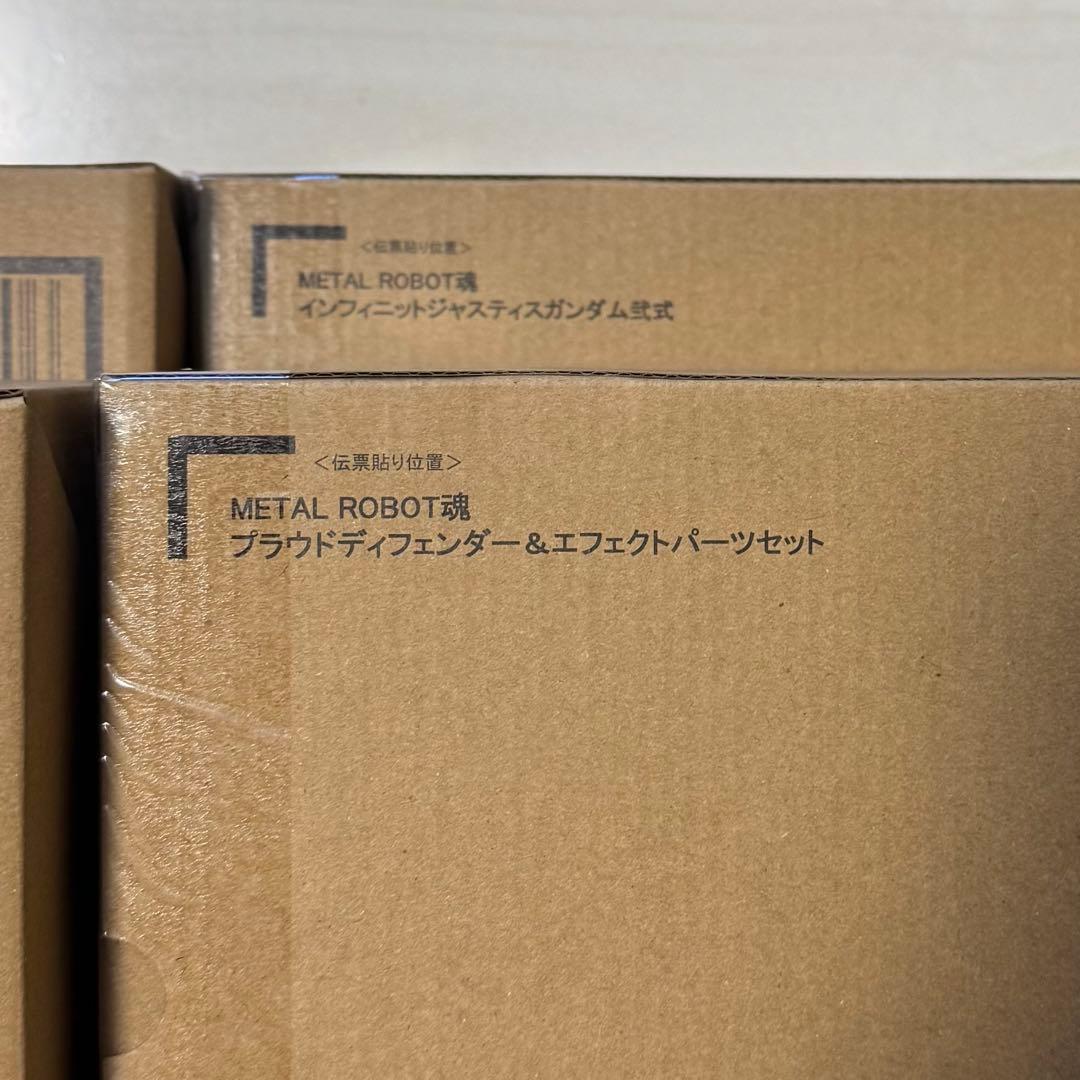 ＜伝票貼り位置＞
METAL ROBOT魂
インフィニットジャスティスガンダム弐式
＜伝票貼り位置＞
METAL ROBOT魂
プラウドディフェンダー＆エフェクトパーツセット